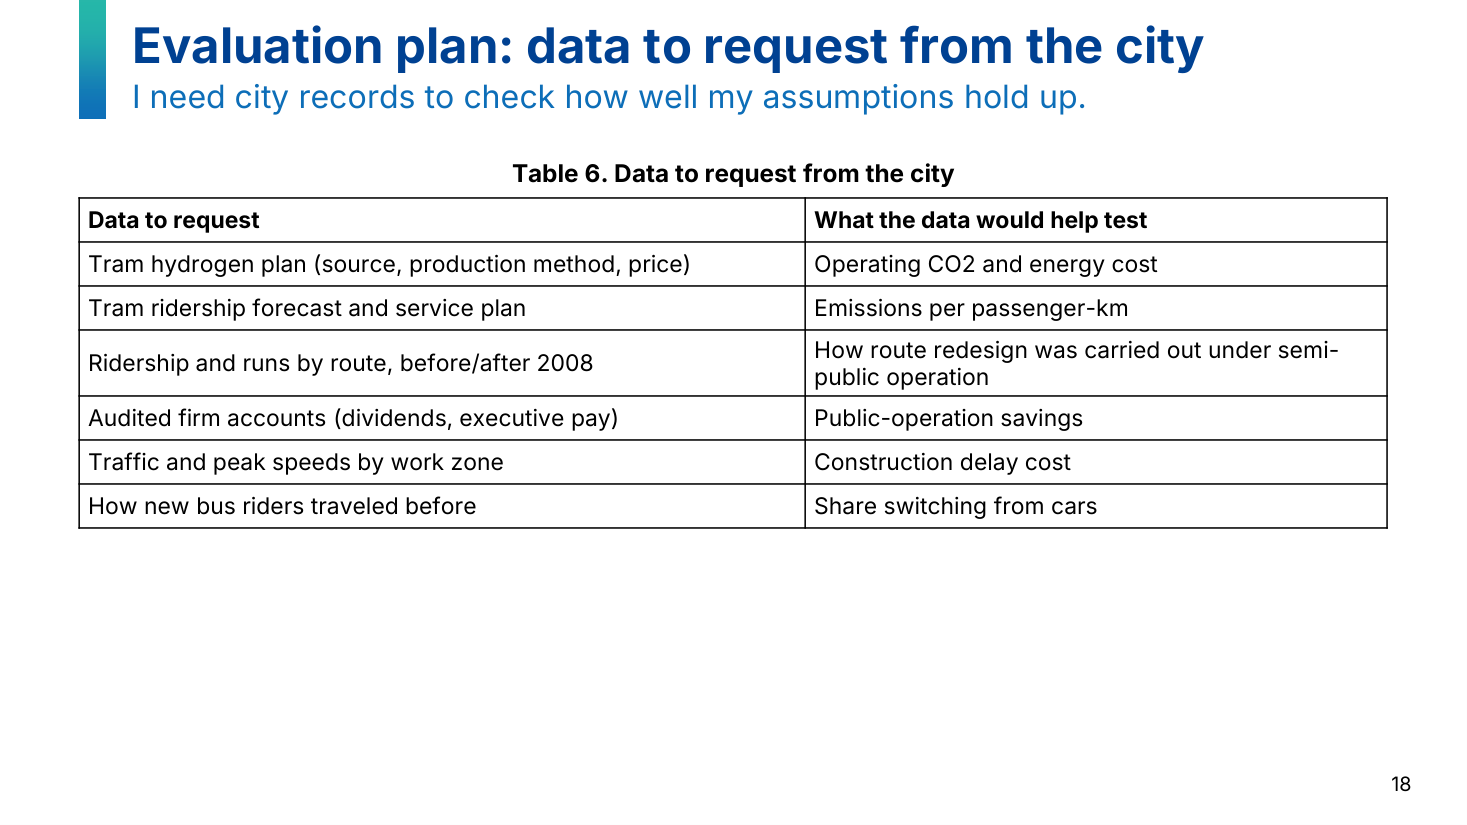 Evaluation plan: data to request from the city
I need city records to check how well my assumptions hold up.
Table 6. Data to request from the city
Data to request
What the data would help test
Tram hydrogen plan (source, production method, price)
Operating CO2 and energy cost
Tram ridership forecast and service plan
Emissions per passenger-km
Ridership and runs by route, before/after 2008
How route redesign was carried out under semi-
public operation
Audited firm accounts (dividends, executive pay)
Public-operation savings
Traffic and peak speeds by work zone
Construction delay cost
How new bus riders traveled before
Share switching from cars
18